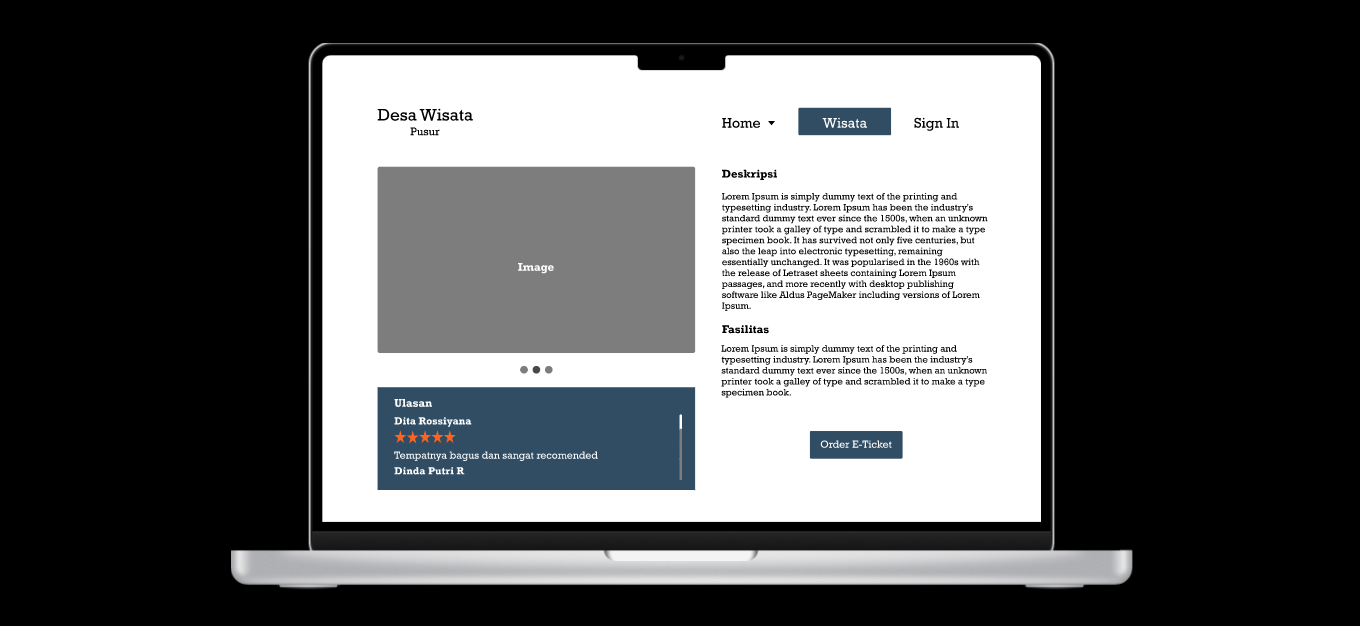 Desa Wisata
Pusur
Home
Wisata
Sign In
Image
Ulasan
Dita Rossiyana
Tempatnya bagus dan sangat recomended
Dinda Putri R
Deskripsi
Lorem Ipsum is simply dummy text of the printing and
typesetting industry. Lorem Ipsum has been the industry's
standard dummy text ever since the 1500s, when an unknown
printer took a galley of type and scrambled it to make a type
specimen book. It has survived not only five centuries, but
also the leap into electronic typesetting, remaining
essentially unchanged. It was popularised in the 1960s with
the release of Letraset sheets containing Lorem Ipsum
passages, and more recently with desktop publishing
software like Aldus PageMaker including versions of Lorem
Ipsum.
Fasilitas
Lorem Ipsum is simply dummy text of the printing and
typesetting industry. Lorem Ipsum has been the industry's
standard dummy text ever since the 1500s, when an unknown
printer took a galley of type and scrambled it to make a type
specimen book.
Order E-Ticket